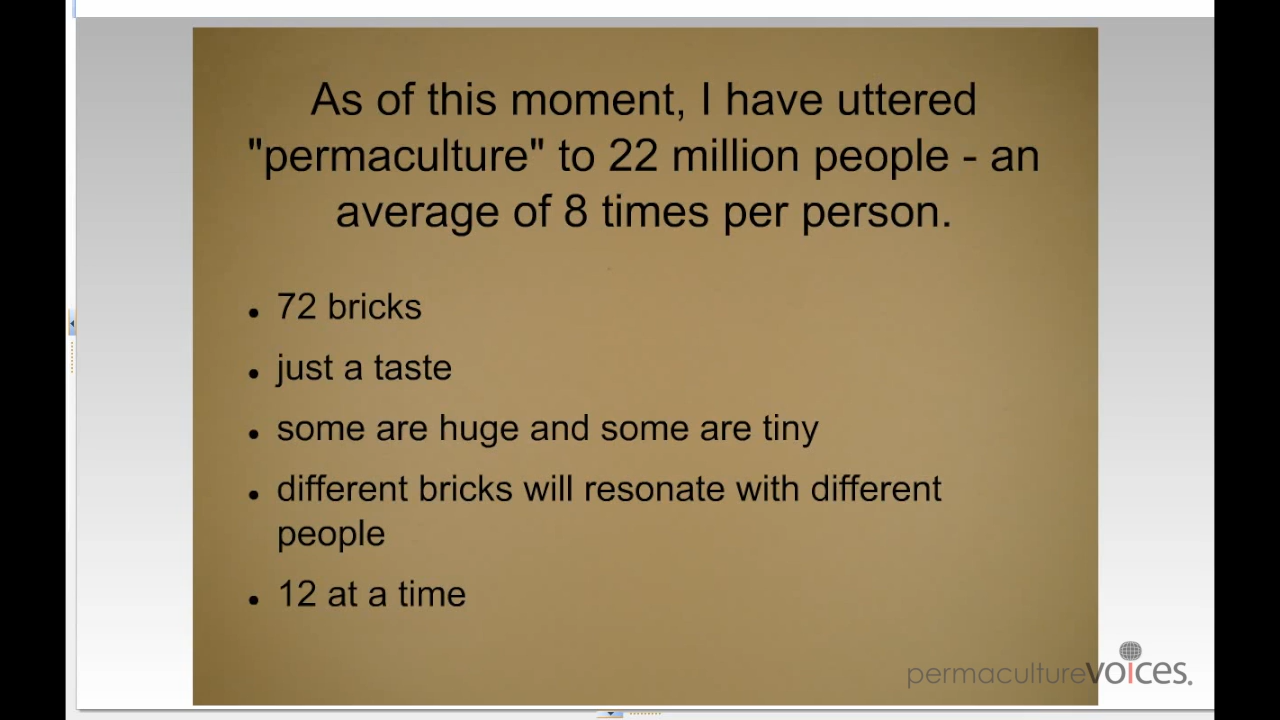 As of this moment, I have uttered
"permaculture" to 22 million people - an
average of 8 times per person.
72 bricks
just a taste
some are huge and some are tiny
different bricks will resonate with different
people
12 at a time
permaculturevoices.